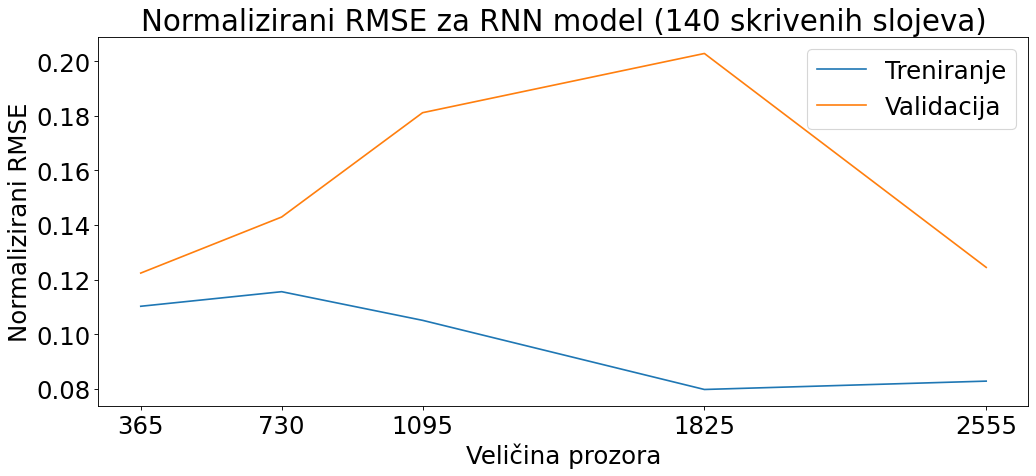 Normalizirani RMSE za RNN model (140 skrivenih slojeva)
Treniranje
Validacija
Normalizirani RMSE
0.20
0.18
0.16
0.14
0.12
0.10
0.08
365 730 1095 1825 2555
Veličina prozora